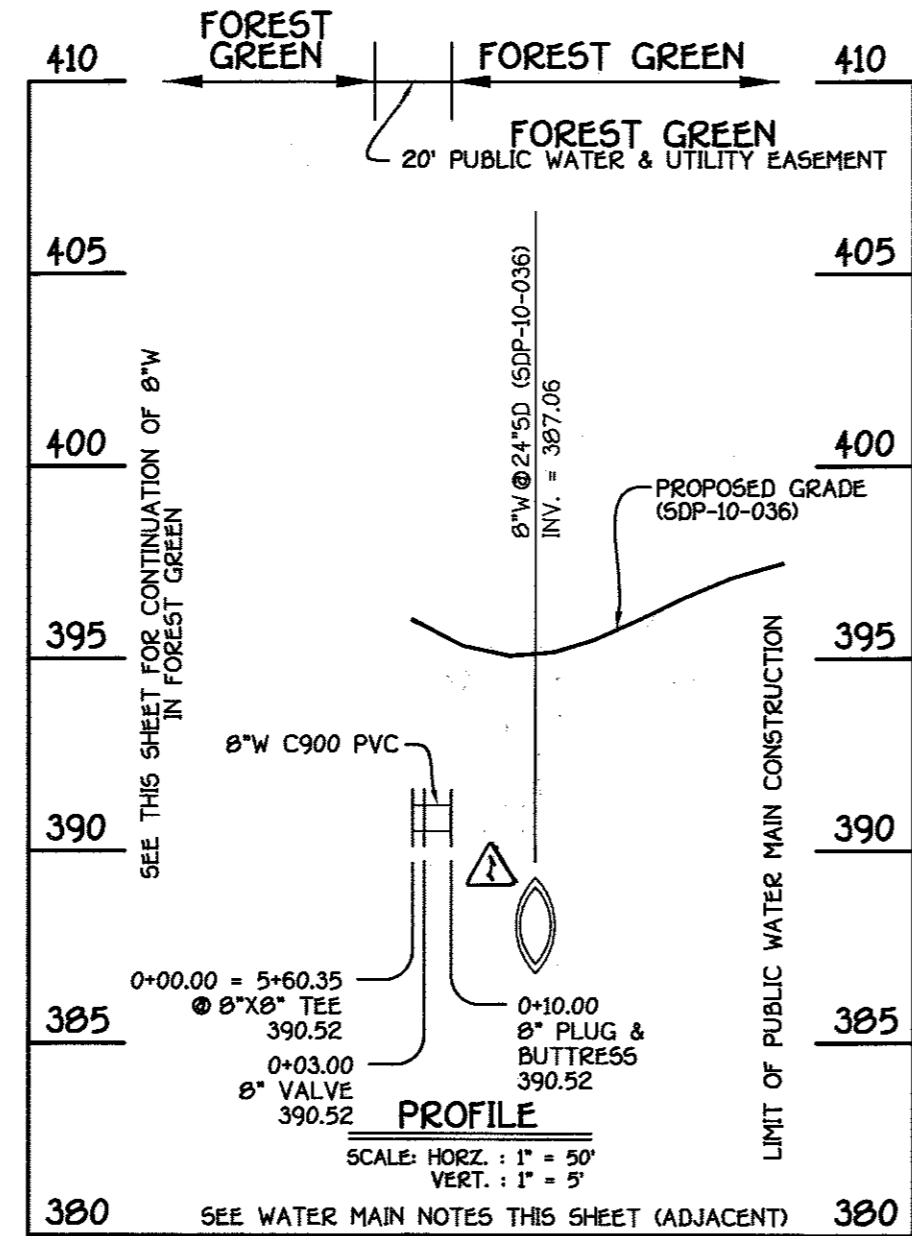 FOREST
GREEN
FOREST GREEN
410
410
FOREST GREEN
20' PUBLIC WATER & UTILITY EASEMENT
405
405
8"W @ 24"SD (SDP-10-036)
INV. = 387.06
SEE THIS SHEET FOR CONTINUATION OF 8"W
IN FOREST GREEN
400
400
PROPOSED GRADE
(SDP-10-036)
395
395
8"W C900 PVC
LIMIT OF PUBLIC WATER MAIN CONSTRUCTION
390
390
1
0+00.00 = 5+60.35
@ 8"X8" TEE
390.52
0+03.00
8" VALVE
390.52
0+10.00
8" PLUG &
BUTTRESS
390.52
385
385
PROFILE
SCALE: HORZ. : 1" = 50'
VERT. : 1" = 5'
380
380
SEE WATER MAIN NOTES THIS SHEET (ADJACENT)